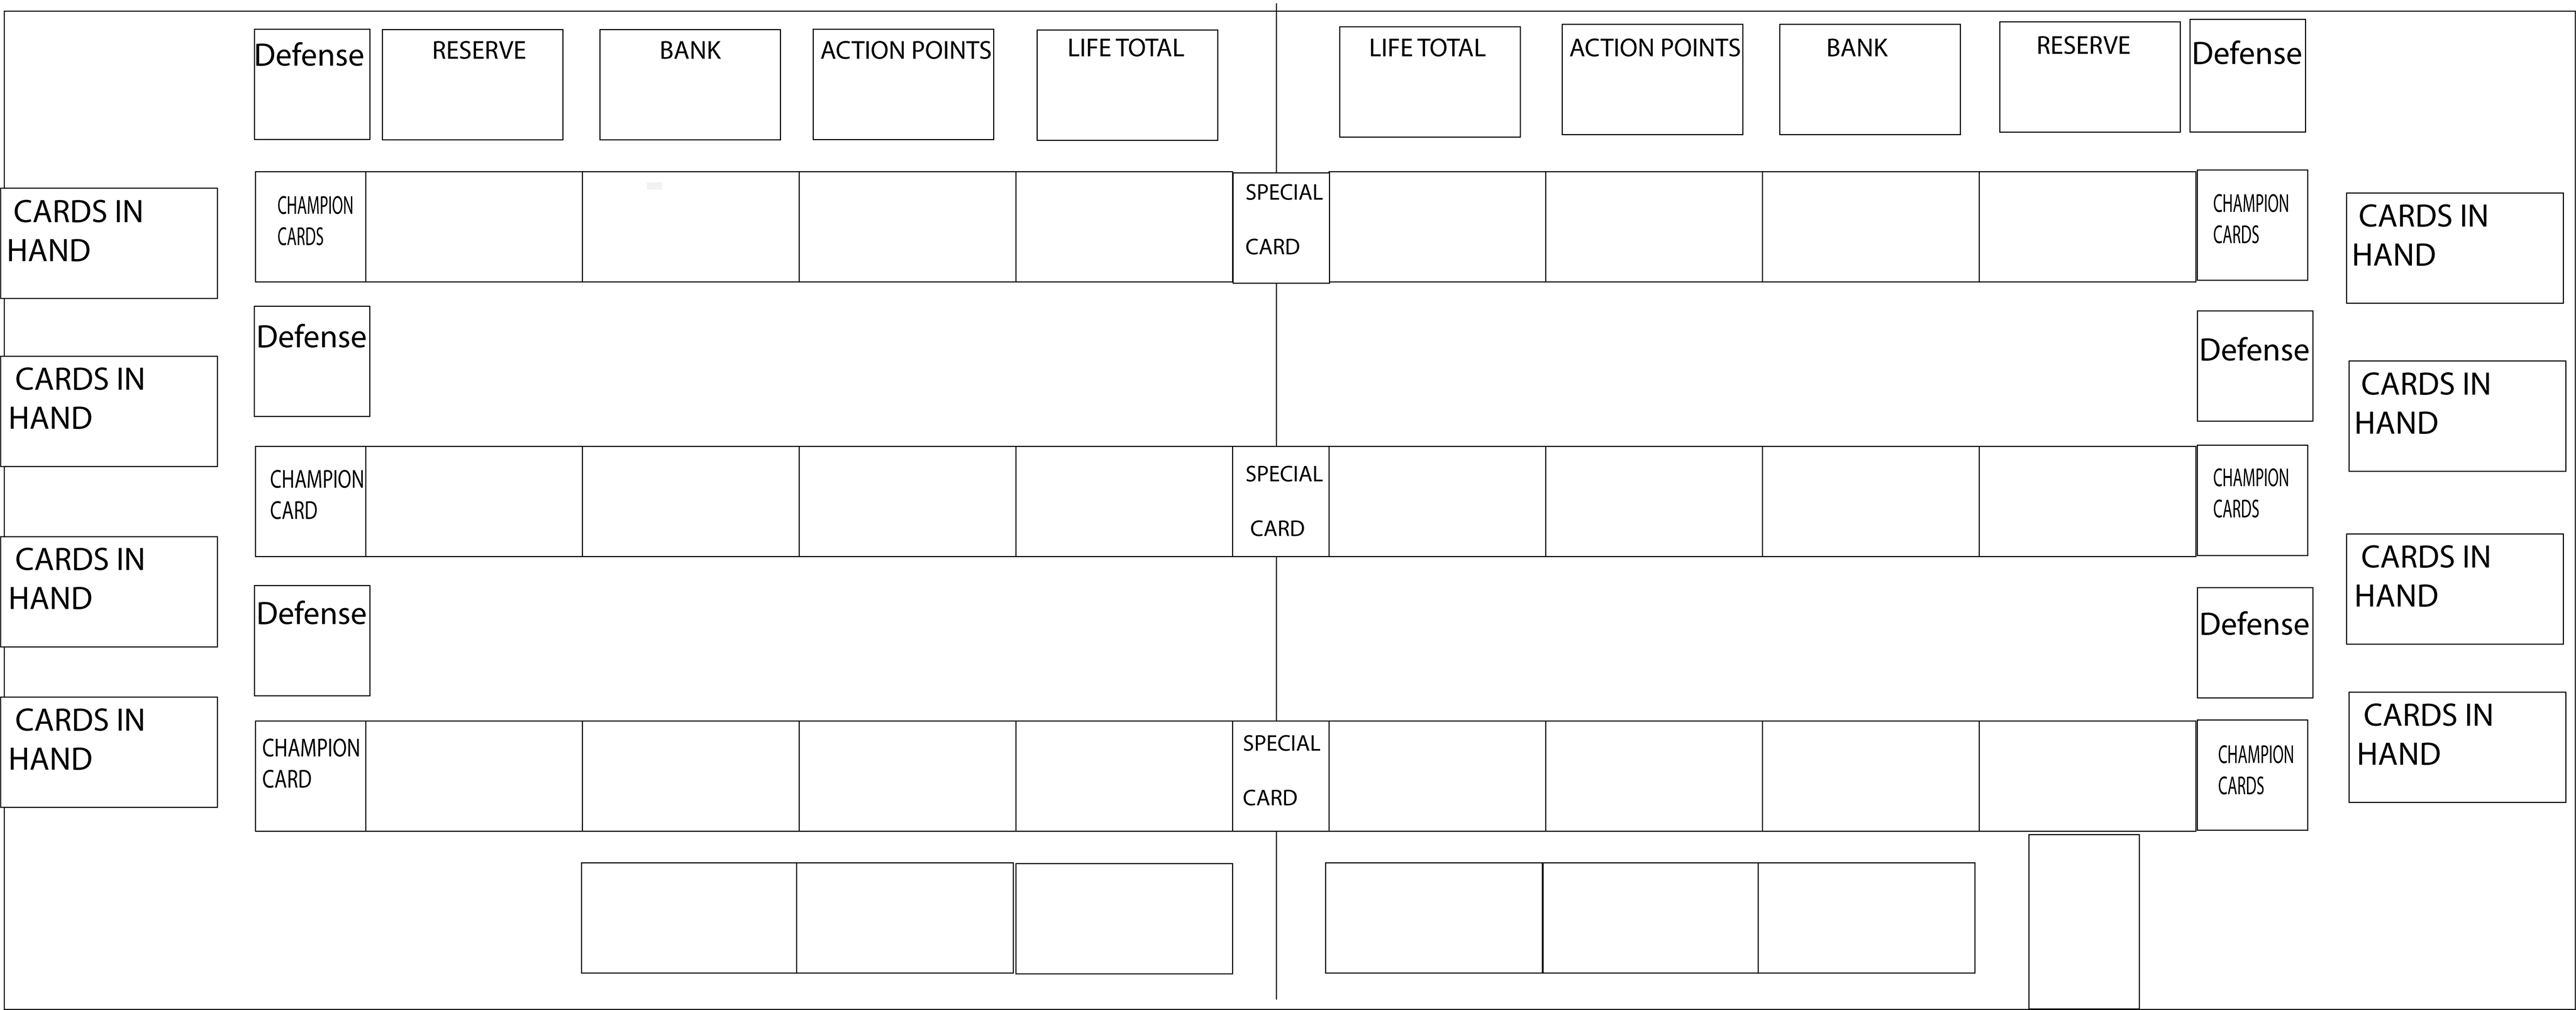 Defense
RESERVE
BANK
ACTION POINTS
LIFE TOTAL
LIFE TOTAL
ACTION POINTS
BANK
RESERVE
Defense
CARDS IN
HAND
CHAMPION
CARDS
SPECIAL
CARD
CHAMPION
CARDS
CARDS IN
HAND
Defense
Defense
CARDS IN
HAND
CARDS IN
HAND
CHAMPION
CARD
SPECIAL
CARD
CHAMPION
CARDS
CARDS IN
HAND
CARDS IN
HAND
Defense
Defense
CARDS IN
HAND
CHAMPION
CARD
SPECIAL
CARD
CHAMPION
CARDS
CARDS IN
HAND